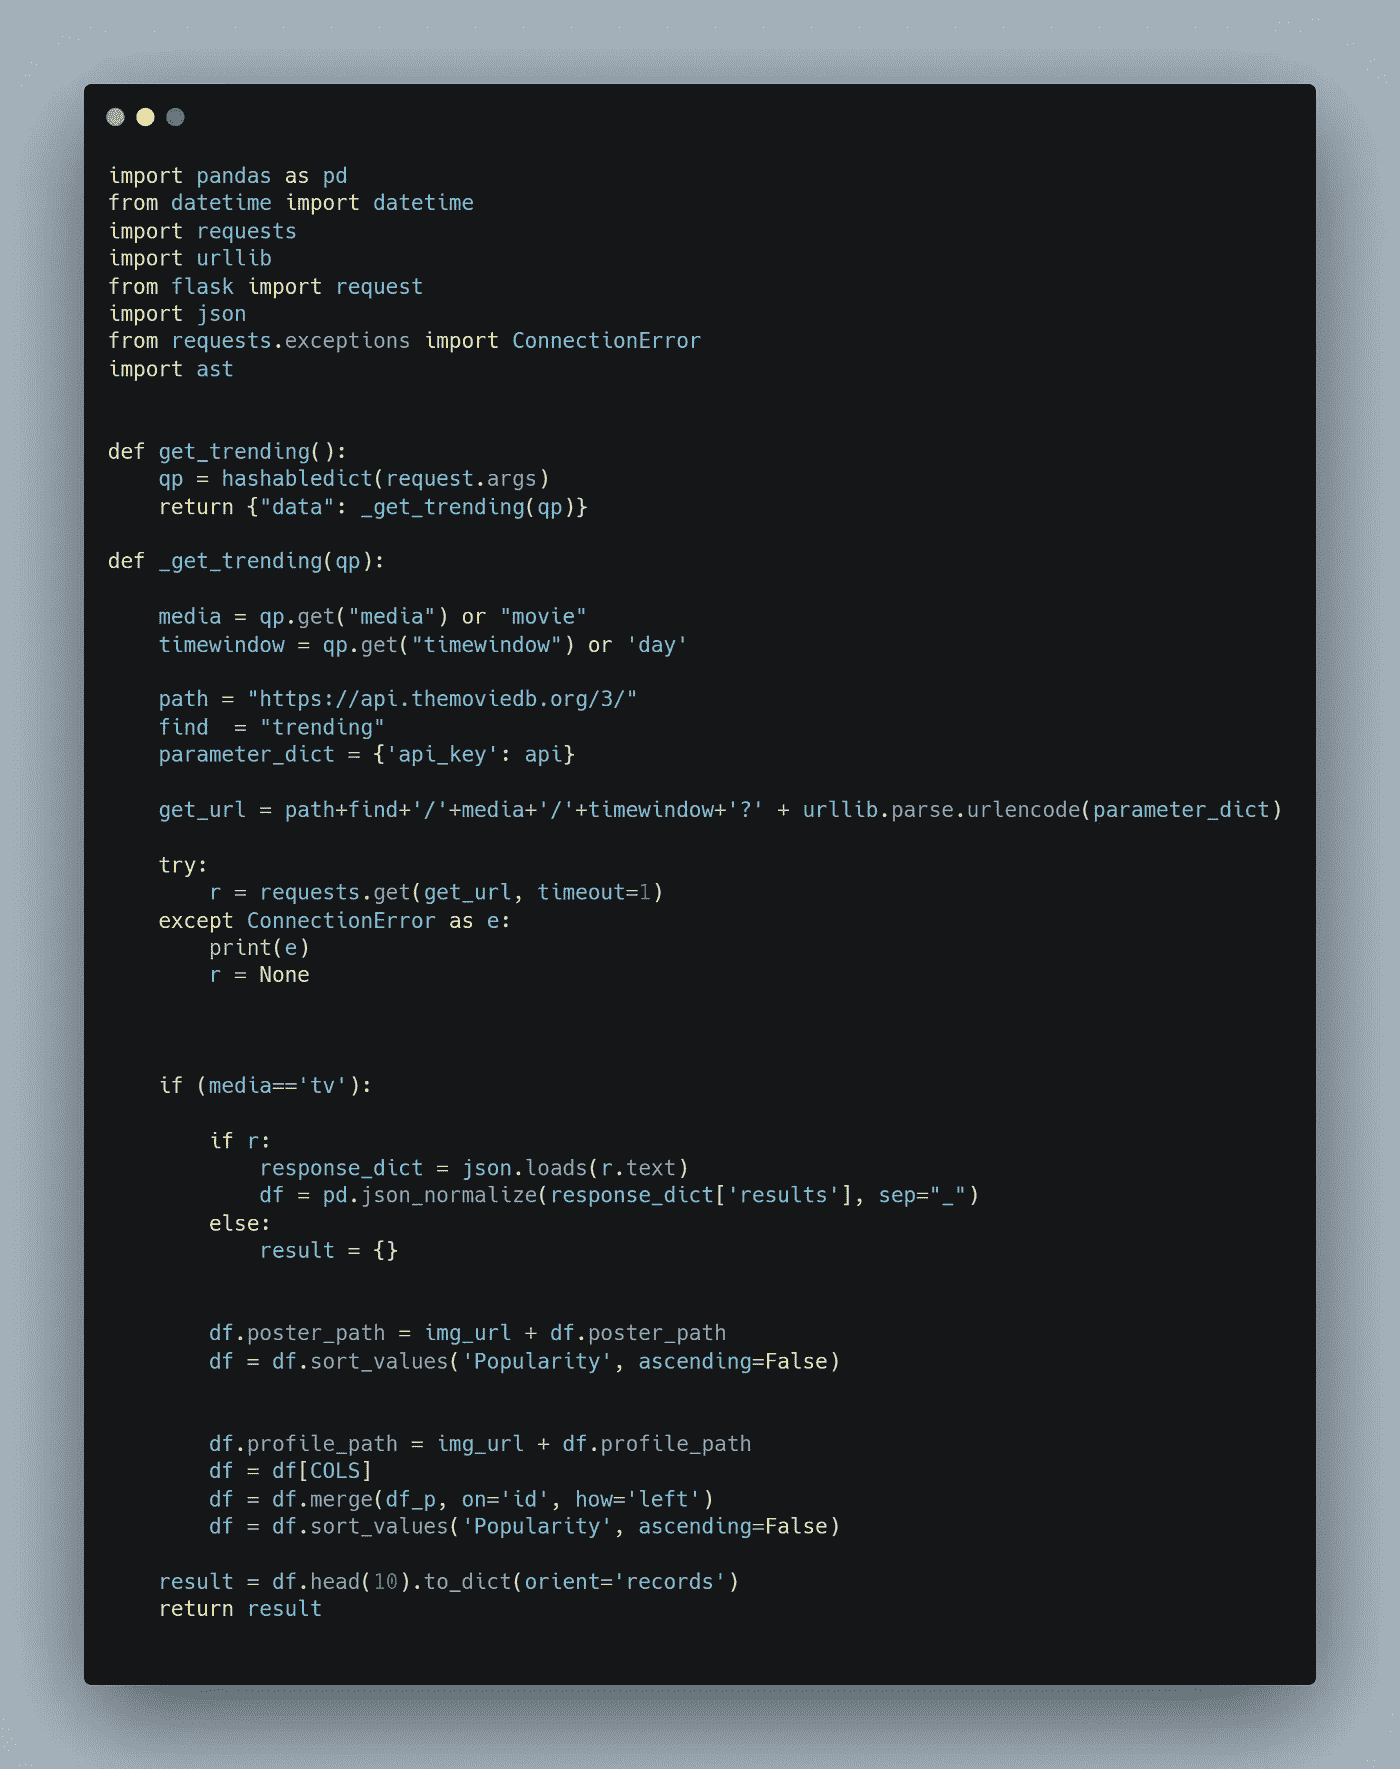 import pandas as pd
from datetime import datetime
import requests
import urllib
from flask import request
import json
from requests.exceptions import ConnectionError
import ast
def get_trending():
    qp = hashabledict(request.args)
    return {"data": _get_trending(qp)}
def _get_trending(qp):
    media = qp.get("media") or "movie"
    timewindow = qp.get("timewindow") or 'day'
    path = "https://api.themoviedb.org/3/"
    find  = "trending"
    parameter_dict = {'api_key': api}
    get_url = path+find+'/'+media+'/'+timewindow+'?' + urllib.parse.urlencode(parameter_dict)
    try:
        r = requests.get(get_url, timeout=1)
    except ConnectionError as e:
        print(e)
        r = None
    if (media=='tv'):
        if r:
            response_dict = json.loads(r.text)
            df = pd.json_normalize(response_dict['results'], sep="_")
        else:
            result = {}
        df.poster_path = img_url + df.poster_path
        df = df.sort_values('Popularity', ascending=False)
        df.profile_path = img_url + df.profile_path
        df = df[COLS]
        df = df.merge(df_p, on='id', how='left')
        df = df.sort_values('Popularity', ascending=False)
    result = df.head(10).to_dict(orient='records')
    return result